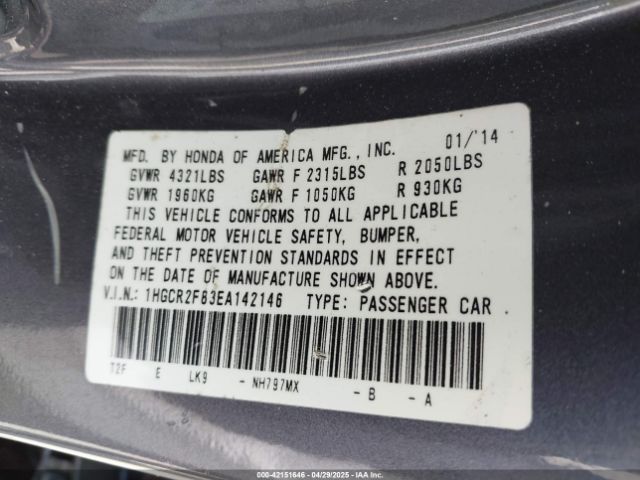 MFD. BY HONDA OF AMERICA MFG., INC. 01/'14
GVWR 4321LBS GAWR F 2315LBS R 2050LBS
GVWR 1960KG GAWR F 1050KG R 930KG
THIS VEHICLE CONFORMS TO ALL APPLICABLE
FEDERAL MOTOR VEHICLE SAFETY, BUMPER,
AND THEFT PREVENTION STANDARDS IN EFFECT
ON THE DATE OF MANUFACTURE SHOWN ABOVE.
V.I.N.: 1HGCR2F83EA142146 TYPE: PASSENGER CAR
T2F E LK9 - NH797MX - B - A
000-42151646 04/29/2025 - IAAI.COM